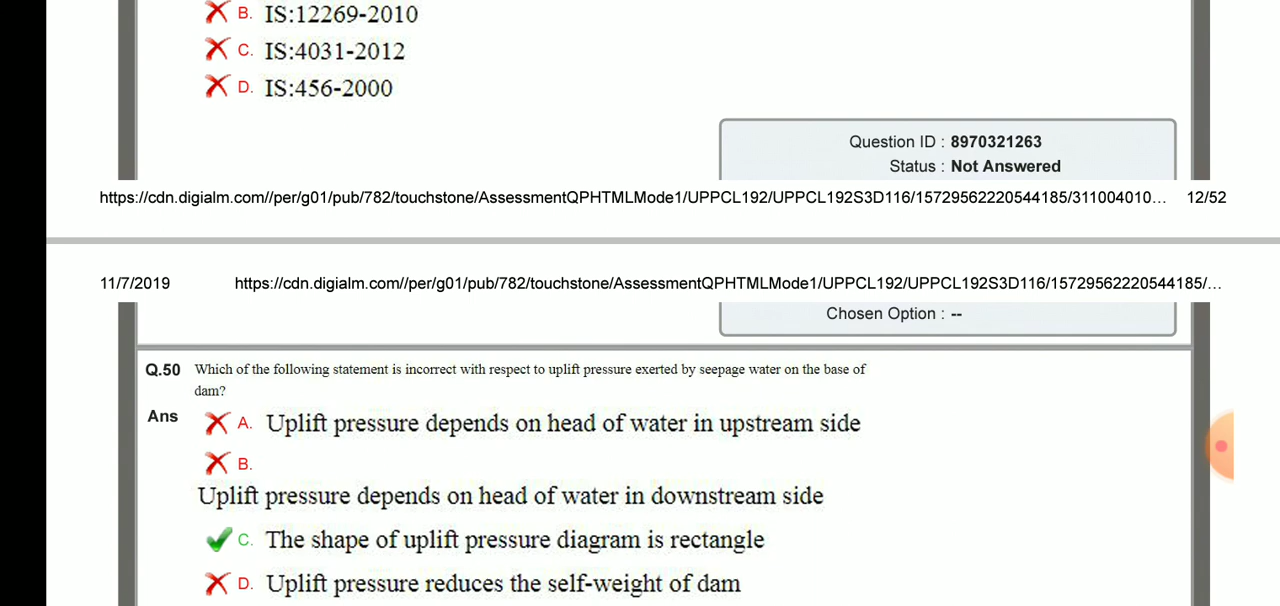 B. IS:12269-2010
C. IS:4031-2012
D. IS:456-2000
Question ID : 8970321263
Status : Not Answered
https://cdn.digialm.com//per/g01/pub/782/touchstone/AssessmentQPHTMLMode1/UPPCL192/UPPCL192S3D116/15729562220544185/311004010… 12/52
11/7/2019 https://cdn.digialm.com//per/g01/pub/782/touchstone/AssessmentQPHTMLMode1/UPPCL192/UPPCL192S3D116/15729562220544185/…
Chosen Option : --
Q.50 Which of the following statement is incorrect with respect to uplift pressure exerted by seepage water on the base of
dam?
Ans A. Uplift pressure depends on head of water in upstream side
B.
Uplift pressure depends on head of water in downstream side
C. The shape of uplift pressure diagram is rectangle
D. Uplift pressure reduces the self-weight of dam